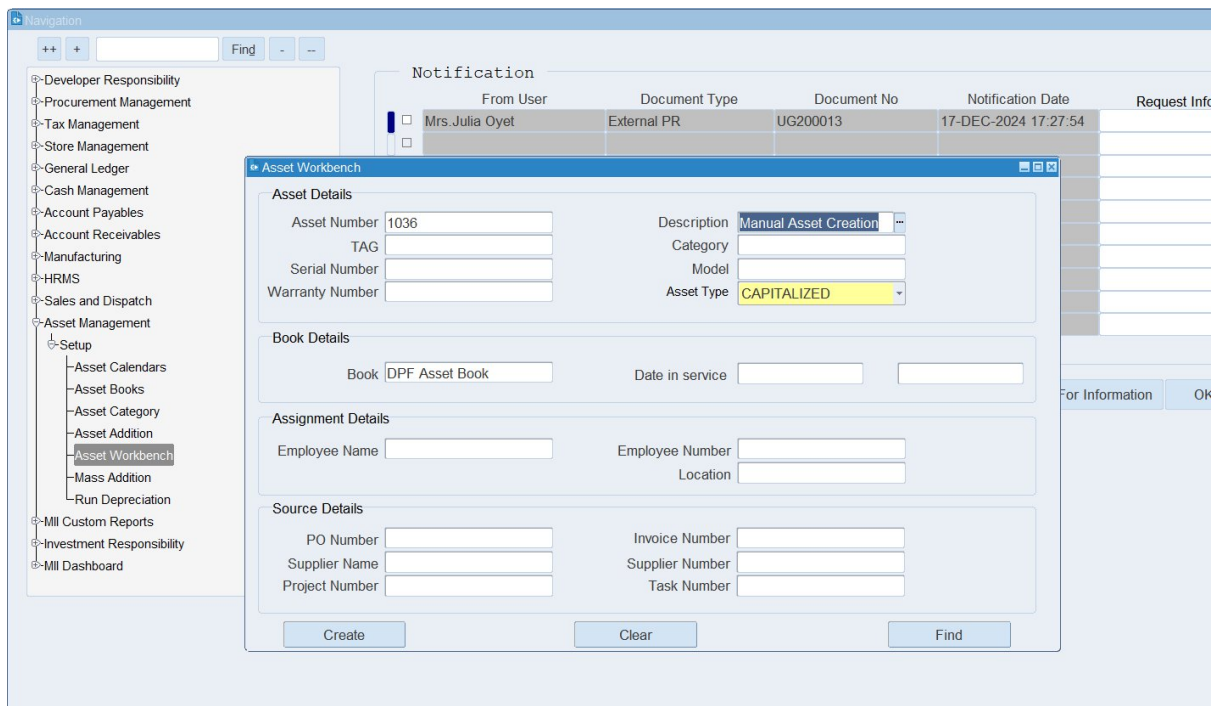 Navigation
++ + Find - --
Developer Responsibility
Procurement Management
Tax Management
Store Management
General Ledger
Cash Management
Account Payables
Account Receivables
Manufacturing
HRMS
Sales and Dispatch
Asset Management
Setup
Asset Calendars
Asset Books
Asset Category
Asset Addition
Asset Workbench
Mass Addition
Run Depreciation
MII Custom Reports
Investment Responsibility
MII Dashboard
Notification
From User Document Type Document No Notification Date Request Info
Mrs.Julia Oyet External PR UG200013 17-DEC-2024 17:27:54
For Information OK
Asset Workbench
Asset Details
Asset Number 1036 Description Manual Asset Creation ...
TAG Category
Serial Number Model
Warranty Number Asset Type CAPITALIZED
Book Details
Book DPF Asset Book Date in service
Assignment Details
Employee Name Employee Number
Location
Source Details
PO Number Invoice Number
Supplier Name Supplier Number
Project Number Task Number
Create Clear Find